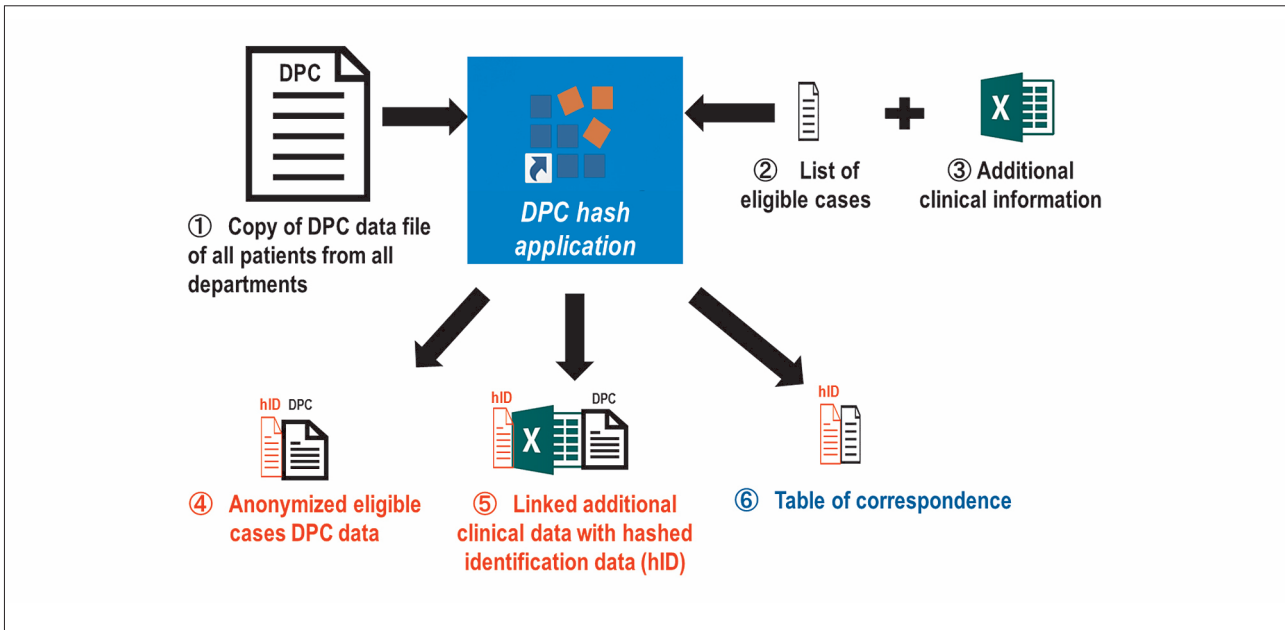 DPC
① Copy of DPC data file
of all patients from all
departments
DPC hash
application
X
② List of
eligible cases
③ Additional
clinical information
hID DPC
④ Anonymized eligible
cases DPC data
hID DPC
X
⑤ Linked additional
clinical data with hashed
identification data (hID)
hID
⑥ Table of correspondence